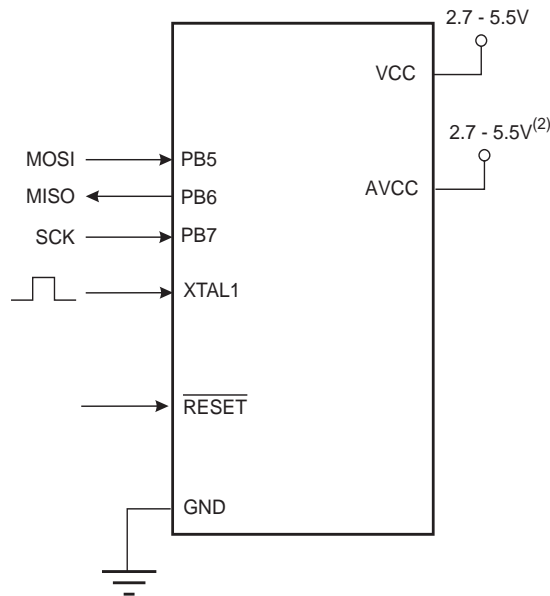 2.7 - 5.5V
VCC
2.7 - 5.5V(2)
AVCC
MOSI PB5
MISO PB6
SCK PB7
XTAL1
RESET
GND